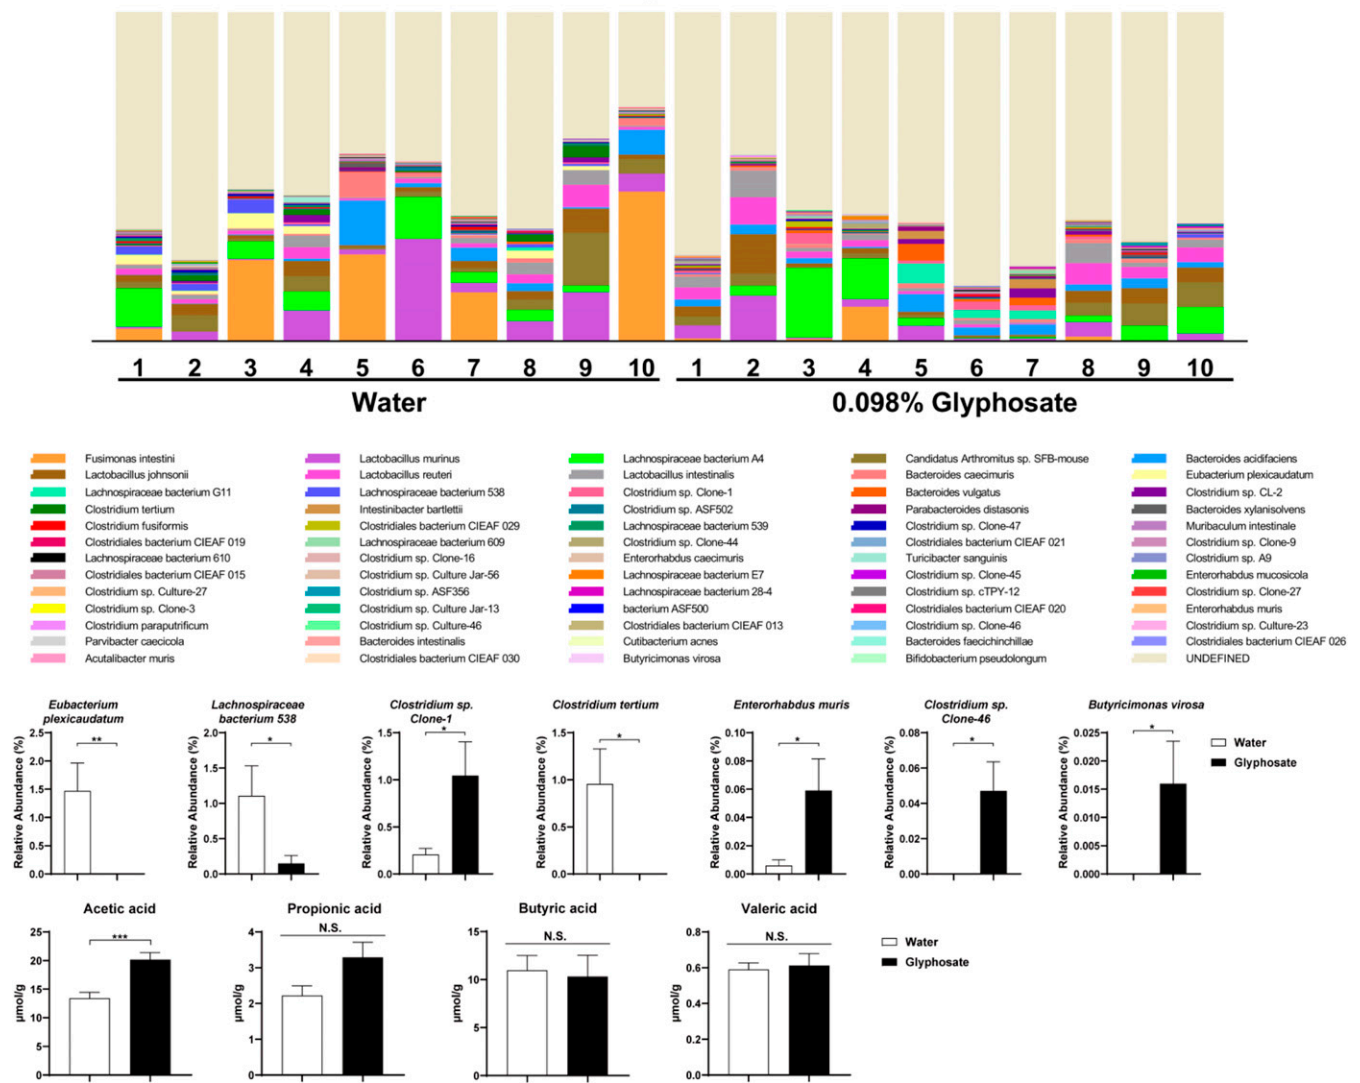 1 2 3 4 5 6 7 8 9 10 1 2 3 4 5 6 7 8 9 10
Water 0.098% Glyphosate
Fusimonas intestini Lactobacillus murinus Lachnospiraceae bacterium A4 Candidatus Arthromitus sp. SFB-mouse Bacteroides acidifaciens
Lactobacillus johnsonii Lactobacillus reuteri Lactobacillus intestinalis Bacteroides caecimuris Eubacterium plexicaudatum
Lachnospiraceae bacterium G11 Lachnospiraceae bacterium 538 Clostridium sp. Clone-1 Bacteroides vulgatus Clostridium sp. CL-2
Clostridium tertium Intestinibacter bartlettii Clostridium sp. ASF502 Parabacteroides distasonis Bacteroides xylanisolvens
Clostridium fusiformis Clostridiales bacterium CIEAF 029 Lachnospiraceae bacterium 539 Clostridium sp. Clone-47 Muribaculum intestinale
Clostridiales bacterium CIEAF 019 Lachnospiraceae bacterium 609 Clostridium sp. Clone-44 Clostridiales bacterium CIEAF 021 Clostridium sp. Clone-9
Lachnospiraceae bacterium 610 Clostridium sp. Clone-16 Enterorhabdus caecimuris Turicibacter sanguinis Clostridium sp. A9
Clostridiales bacterium CIEAF 015 Clostridium sp. Culture Jar-56 Lachnospiraceae bacterium E7 Clostridium sp. Clone-45 Enterorhabdus mucosicola
Clostridium sp. Culture-27 Clostridium sp. ASF356 Lachnospiraceae bacterium 28-4 Clostridium sp. cTPY-12 Clostridium sp. Clone-27
Clostridium sp. Clone-3 Clostridium sp. Culture Jar-13 bacterium ASF500 Clostridiales bacterium CIEAF 020 Enterorhabdus muris
Clostridium paraputrificum Clostridium sp. Culture-46 Clostridiales bacterium CIEAF 013 Clostridium sp. Clone-46 Clostridium sp. Culture-23
Parvibacter caecicola Bacteroides intestinalis Cutibacterium acnes Bacteroides faecichinchillae Clostridiales bacterium CIEAF 026
Acutalibacter muris Clostridiales bacterium CIEAF 030 Butyricimonas virosa Bifidobacterium pseudolongum UNDEFINED
Eubacterium
plexicaudatum
Relative Abundance (%)
2.5
2.0
1.5
1.0
0.5
0.0
**
Lachnospiraceae
bacterium 538
Relative Abundance (%)
2.0
1.5
1.0
0.5
0.0
*
Clostridium sp.
Clone-1
Relative Abundance (%)
1.5
1.0
0.5
0.0
*
Clostridium tertium
Relative Abundance (%)
1.5
1.0
0.5
0.0
*
Enterorhabdus muris
Relative Abundance (%)
0.10
0.08
0.06
0.04
0.02
0.00
*
Clostridium sp.
Clone-46
Relative Abundance (%)
0.08
0.06
0.04
0.02
0.00
*
Butyricimonas virosa
Relative Abundance (%)
0.025
0.020
0.015
0.010
0.005
0.000
*
Water
Glyphosate
Acetic acid
µmol/g
25
20
15
10
5
0
***
Propionic acid
µmol/g
4
3
2
1
0
N.S.
Butyric acid
µmol/g
15
10
5
0
N.S.
Valeric acid
µmol/g
0.8
0.6
0.4
0.2
0.0
N.S.
Water
Glyphosate